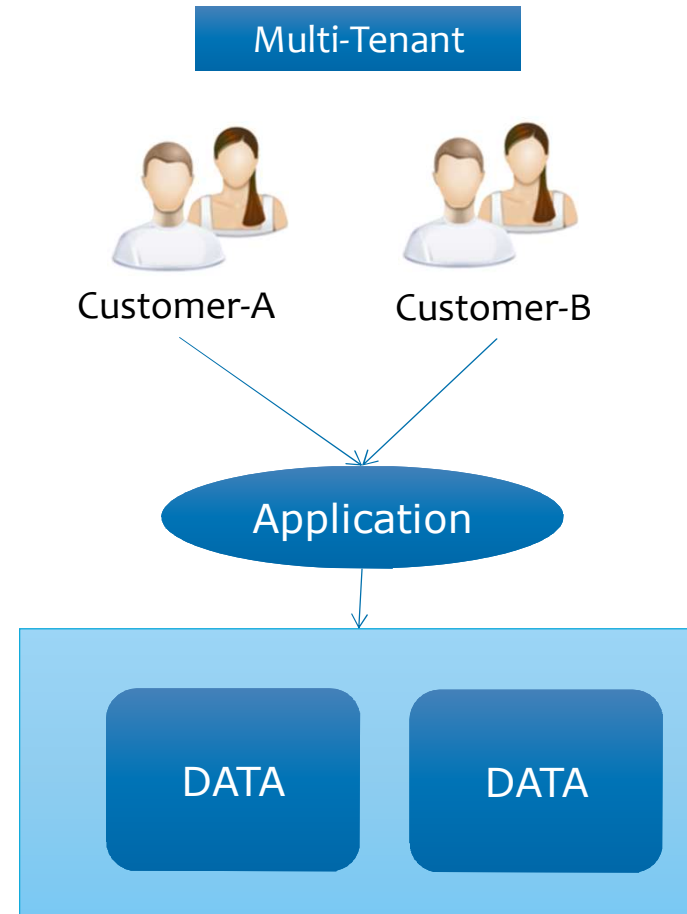 Multi-Tenant
Customer-A
Customer-B
Application
DATA
DATA